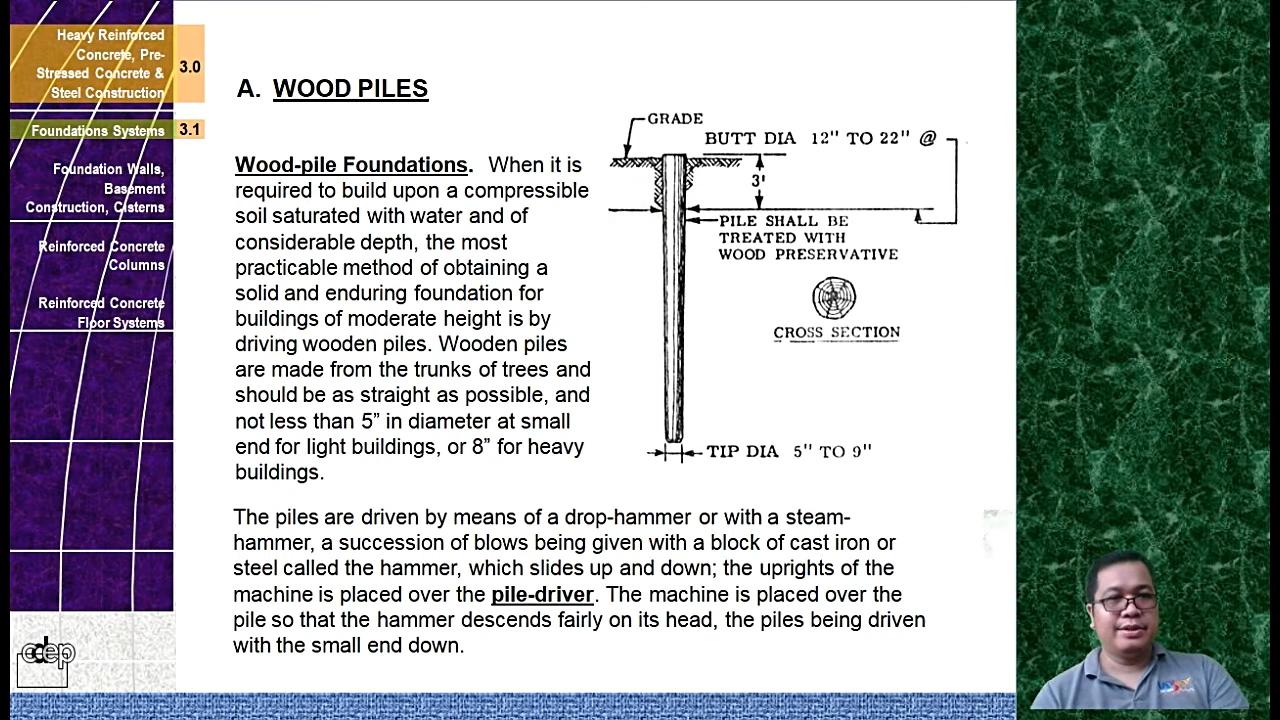 Heavy Reinforced
Concrete, Pre-
Stressed Concrete &
Steel Construction
3.0
Foundations Systems
3.1
Foundation Walls,
Basement
Construction, Cisterns
Reinforced Concrete
Columns
Reinforced Concrete
Floor Systems
A. WOOD PILES
Wood-pile Foundations. When it is
required to build upon a compressible
soil saturated with water and of
considerable depth, the most
practicable method of obtaining a
solid and enduring foundation for
buildings of moderate height is by
driving wooden piles. Wooden piles
are made from the trunks of trees and
should be as straight as possible, and
not less than 5” in diameter at small
end for light buildings, or 8” for heavy
buildings.
GRADE
BUTT DIA 12" TO 22" @
3'
PILE SHALL BE
TREATED WITH
WOOD PRESERVATIVE
CROSS SECTION
TIP DIA 5" TO 9"
The piles are driven by means of a drop-hammer or with a steam-
hammer, a succession of blows being given with a block of cast iron or
steel called the hammer, which slides up and down; the uprights of the
machine is placed over the pile-driver. The machine is placed over the
pile so that the hammer descends fairly on its head, the piles being driven
with the small end down.